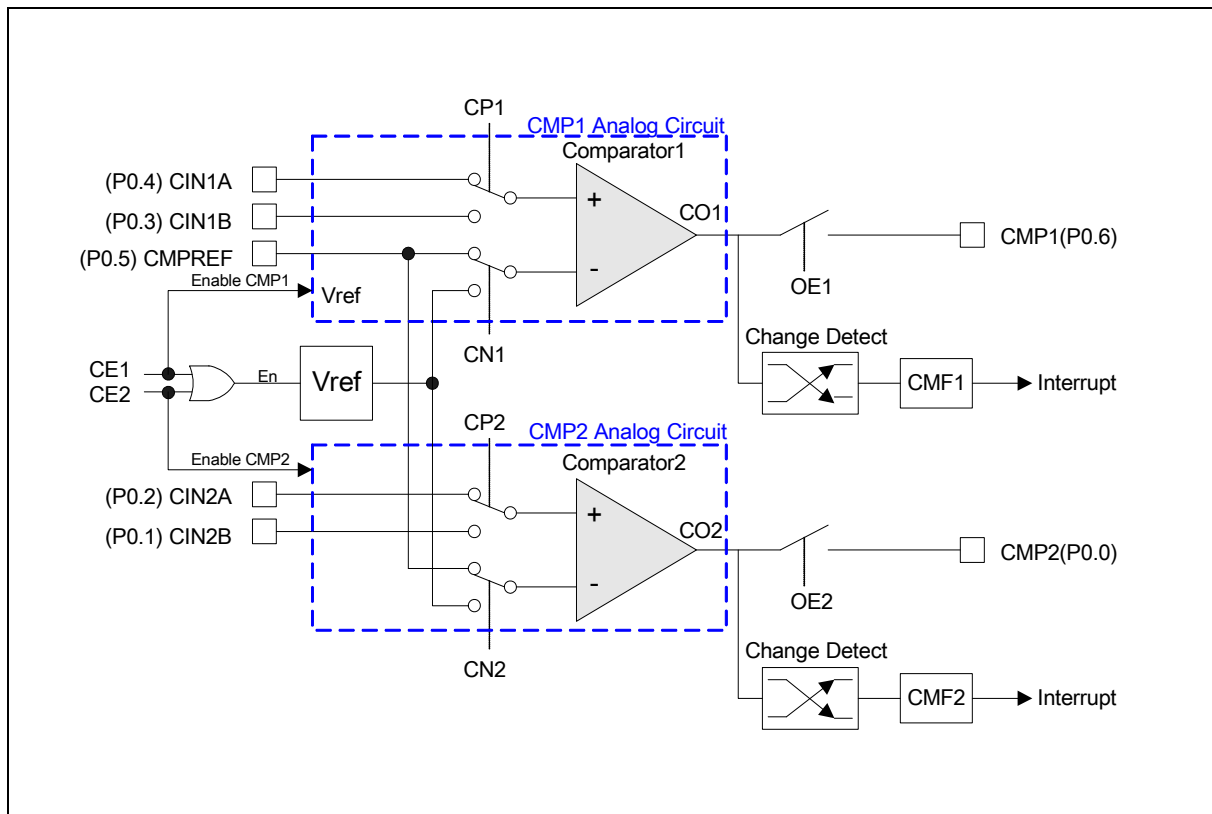 CP1
CMP1 Analog Circuit
Comparator1
(P0.4) CIN1A
(P0.3) CIN1B
(P0.5) CMPREF
+
-
CO1
CMP1(P0.6)
OE1
Enable CMP1
Vref
CN1
Change Detect
CMF1
Interrupt
CE1
CE2
En
Vref
CP2
CMP2 Analog Circuit
Comparator2
Enable CMP2
(P0.2) CIN2A
(P0.1) CIN2B
+
-
CO2
CMP2(P0.0)
OE2
CN2
Change Detect
CMF2
Interrupt